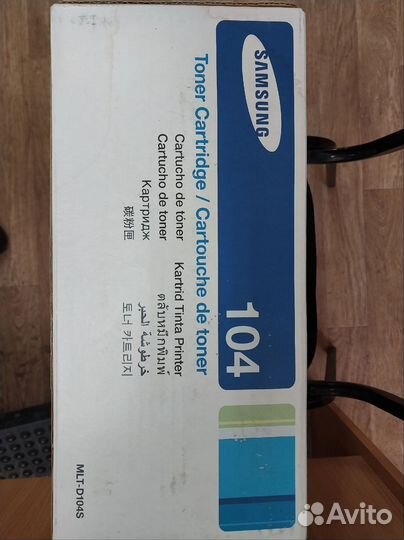 SAMSUNG
104
Toner Cartridge / Cartouche de toner
Cartucho de tóner
Cartucho de toner
Картридж
碳粉匣
Kartrid Tinta Printer
ตลับหมึกพิมพ์
خرطوشة الحبر
토너 카트리지
MLT-D104S
Avito